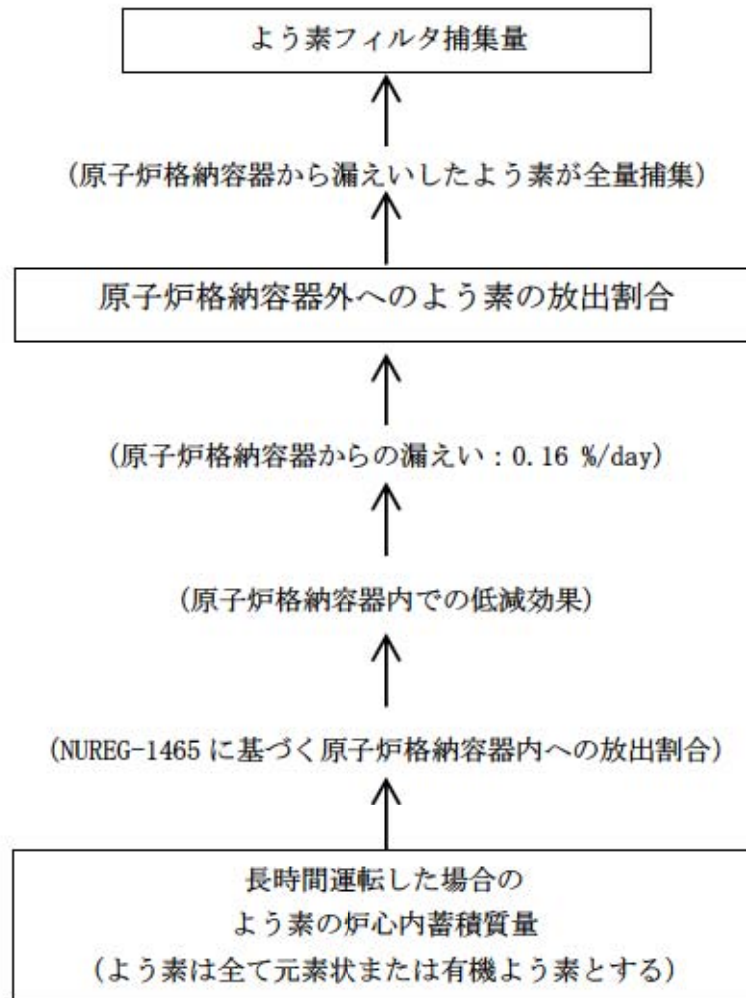 よう素フィルタ捕集量
(原子炉格納容器から漏えいしたよう素が全量捕集)
原子炉格納容器外へのよう素の放出割合
(原子炉格納容器からの漏えい：0.16 %/day)
(原子炉格納容器内での低減効果)
(NUREG-1465 に基づく原子炉格納容器内への放出割合)
長時間運転した場合の
よう素の炉心内蓄積質量
(よう素は全て元素状または有機よう素とする)